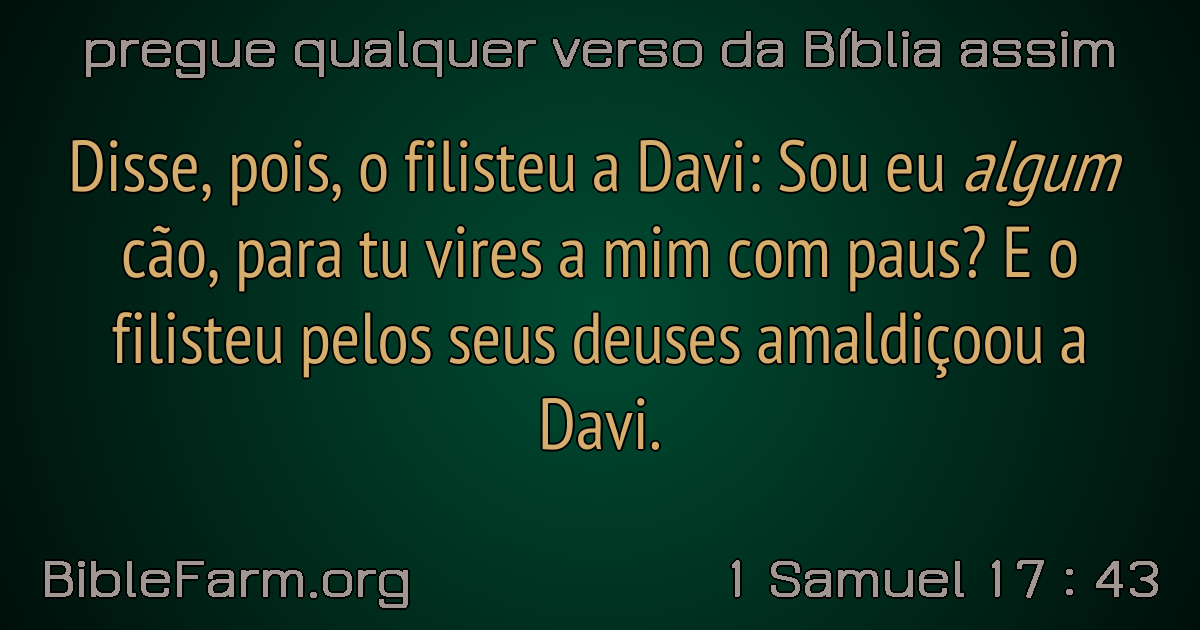 pregue qualquer verso da Bíblia assim
Disse, pois, o filisteu a Davi: Sou eu algum
cão, para tu vires a mim com paus? E o
filisteu pelos seus deuses amaldiçoou a
Davi.
BibleFarm.org
1 Samuel 17 : 43